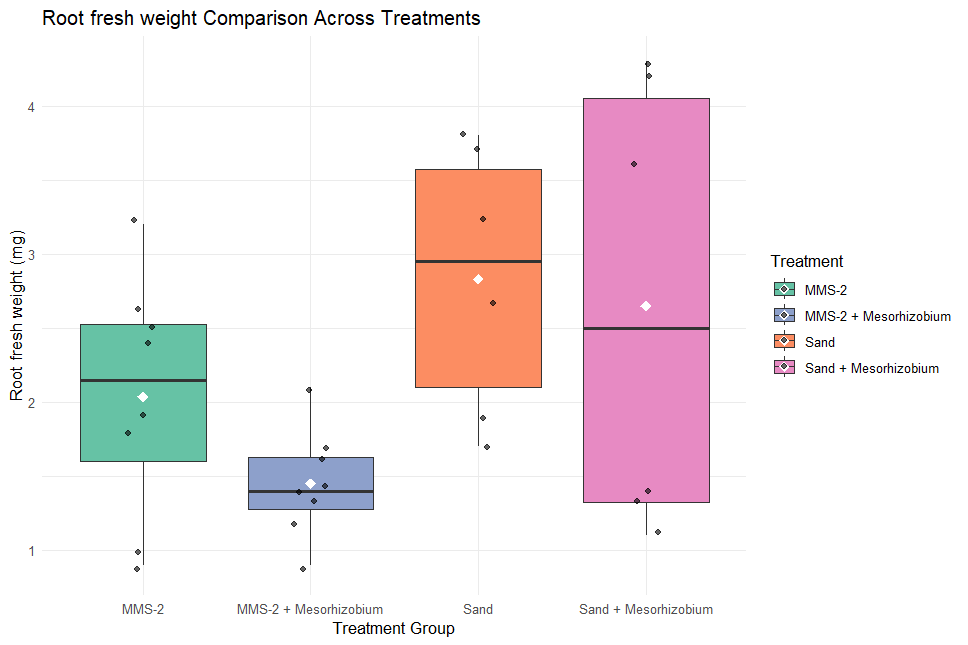 Root fresh weight Comparison Across Treatments
Root fresh weight (mg)
4
3
2
1
MMS-2
MMS-2 + Mesorhizobium
Sand
Sand + Mesorhizobium
Treatment Group
Treatment
MMS-2
MMS-2 + Mesorhizobium
Sand
Sand + Mesorhizobium